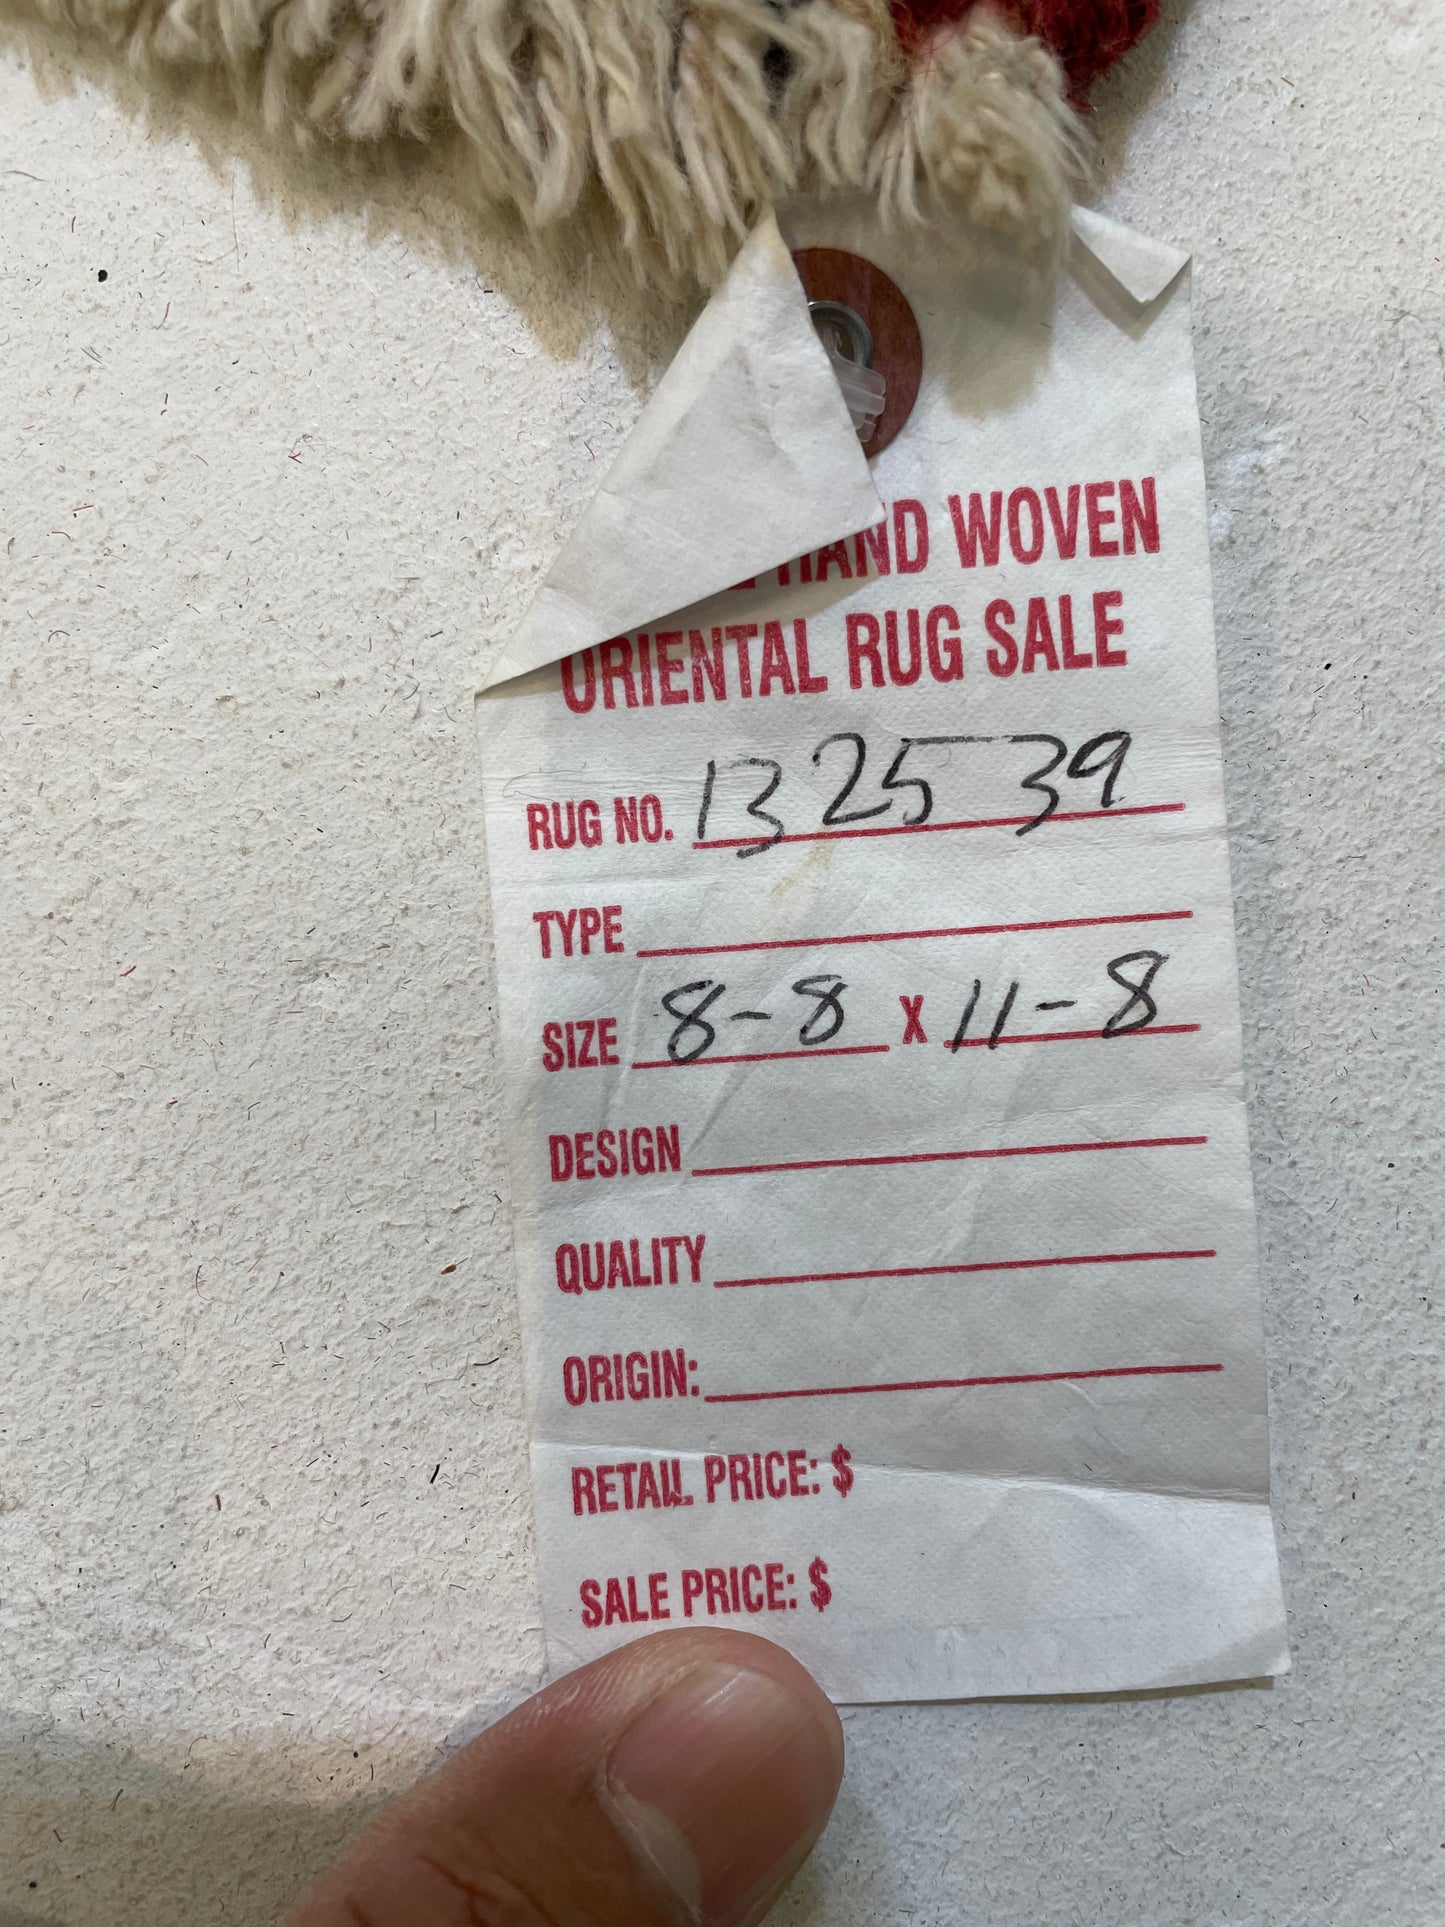 HAND WOVEN
ORIENTAL RUG SALE
RUG NO. 132539
TYPE
SIZE 8-8 X 11-8
DESIGN
QUALITY
ORIGIN:
RETAIL PRICE: $
SALE PRICE: $